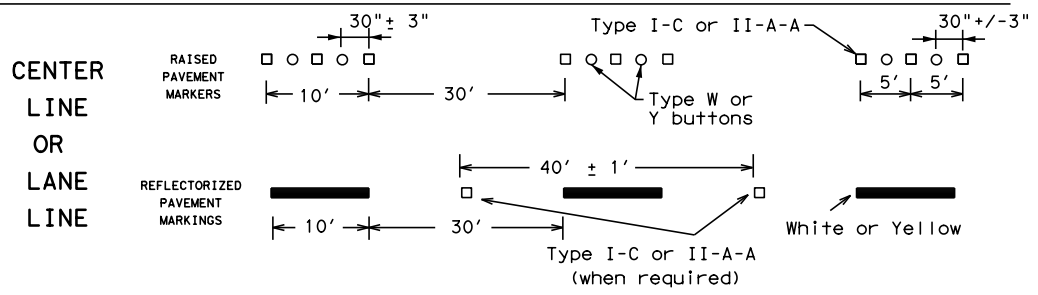 30"± 3"
Type I-C or II-A-A
30"+/-3"
CENTER
LINE
OR
LANE
LINE
RAISED
PAVEMENT
MARKERS
10'
30'
Type W or
Y buttons
5'
5'
40' ± 1'
REFLECTORIZED
PAVEMENT
MARKINGS
10'
30'
Type I-C or II-A-A
(when required)
White or Yellow